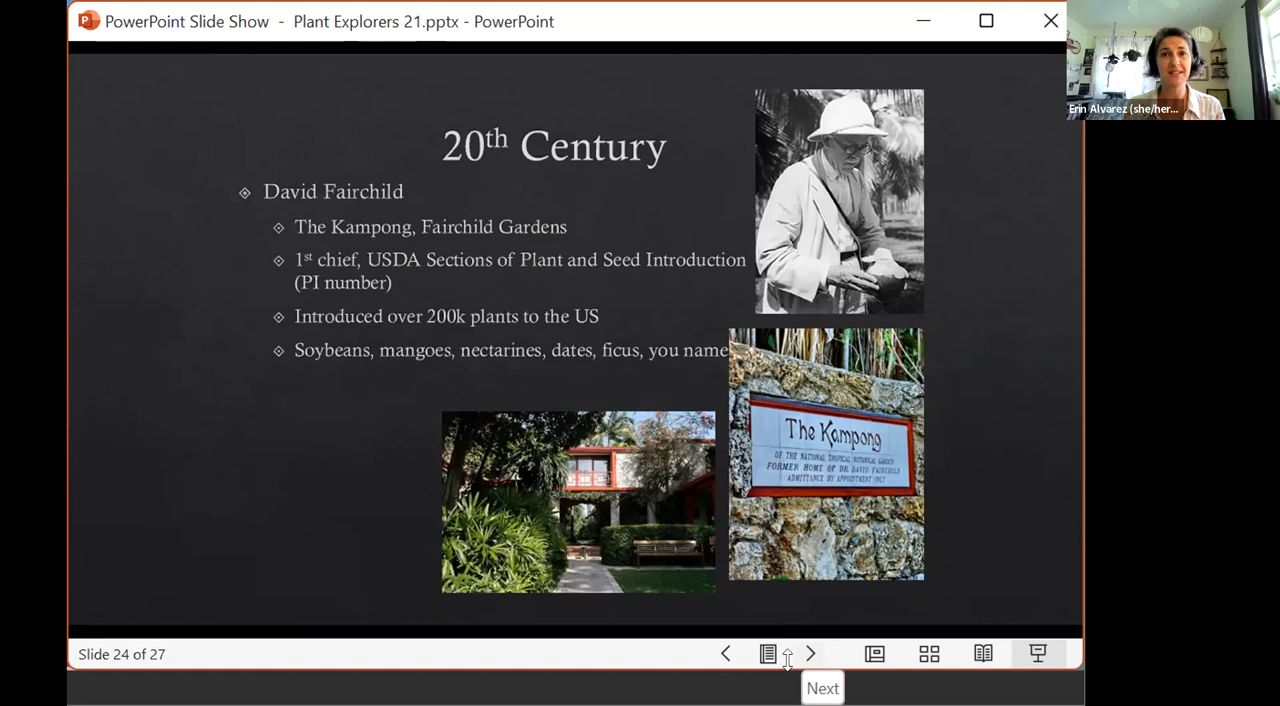 PowerPoint Slide Show - Plant Explorers 21.pptx - PowerPoint
Erin Alvarez (she/her...
20th Century
David Fairchild
The Kampong, Fairchild Gardens
1st chief, USDA Sections of Plant and Seed Introduction
(PI number)
Introduced over 200k plants to the US
Soybeans, mangoes, nectarines, dates, ficus, you name
The Kampong
OF THE NATIONAL TROPICAL BOTANICAL GARDEN
FORMER HOME OF DR. DAVID FAIRCHILD
ADMITTANCE BY APPOINTMENT ONLY
Slide 24 of 27
Next